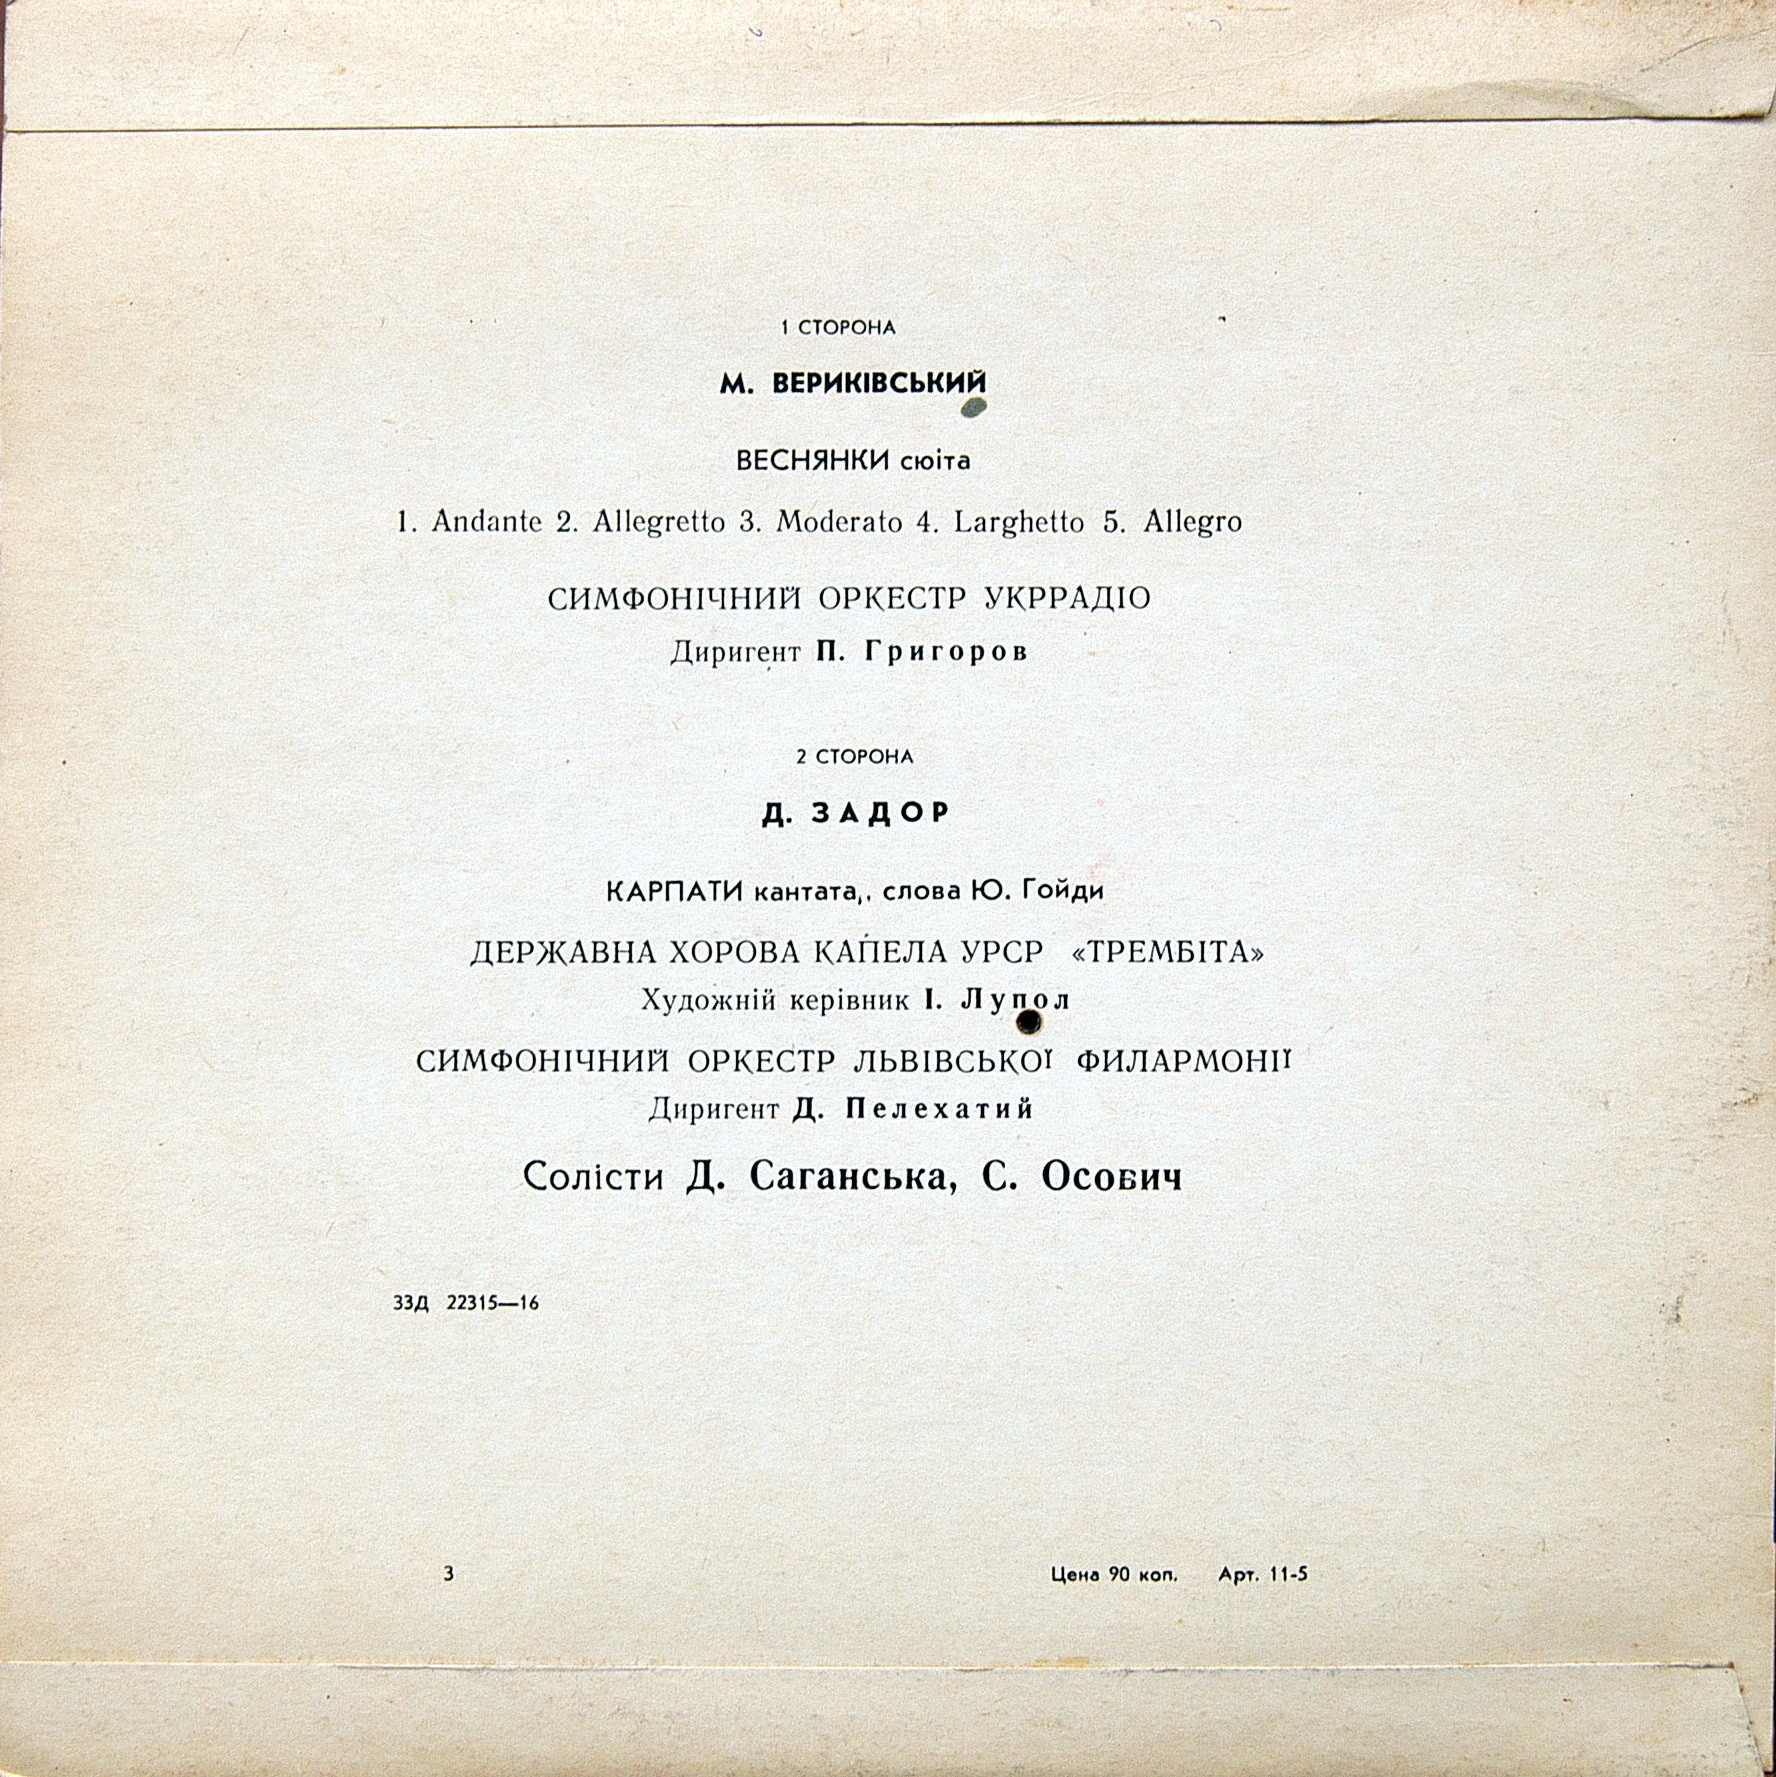 1 СТОРОНА
М. ВЕРИКІВСЬКИЙ
ВЕСНЯНКИ сюіта
1. Andante 2. Allegretto 3. Moderato 4. Larghetto 5. Allegro
СИМФОНІЧНИЙ ОРКЕСТР УКРРАДІО
Диригент П. Григоров
2 СТОРОНА
Д. ЗАДОР
КАРПАТИ кантата,, слова Ю. Гойди
ДЕРЖАВНА ХОРОВА КАПЕЛА УРСР «ТРЕМБІТА»
Художній керівник І. Лупол
СИМФОНІЧНИЙ ОРКЕСТР ЛЬВІВСЬКОЇ ФИЛАРМОНІЇ
Диригент Д. Пелехатий
Солісти Д. Саганська, С. Осович
33Д 22315—16
3 Цена 90 коп. Арт. 11-5